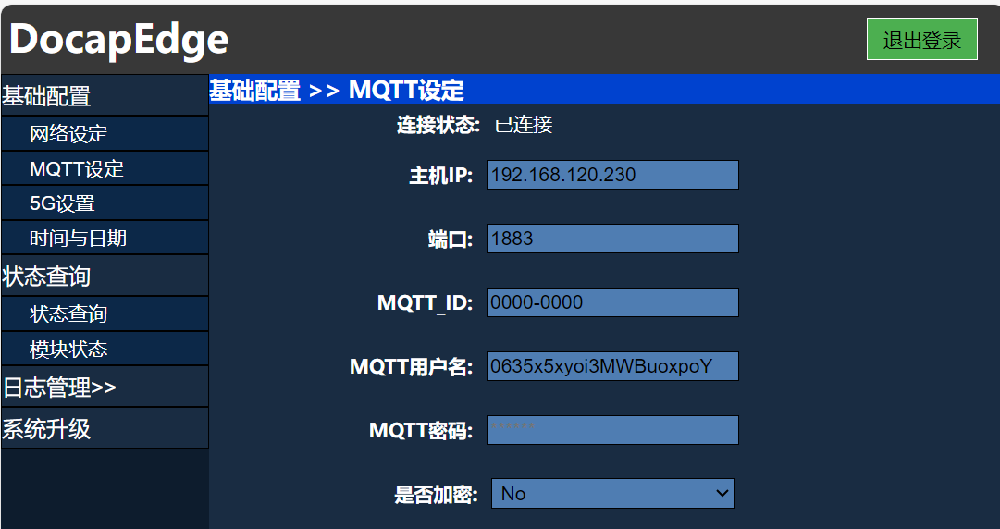 DocapEdge
退出登录
基础配置
网络设定
MQTT设定
5G设置
时间与日期
状态查询
状态查询
模块状态
日志管理>>
系统升级
基础配置 >> MQTT设定
连接状态: 已连接
主机IP: 192.168.120.230
端口: 1883
MQTT_ID: 0000-0000
MQTT用户名: 0635x5xyoi3MWBuoxpoY
MQTT密码: ******
是否加密: No